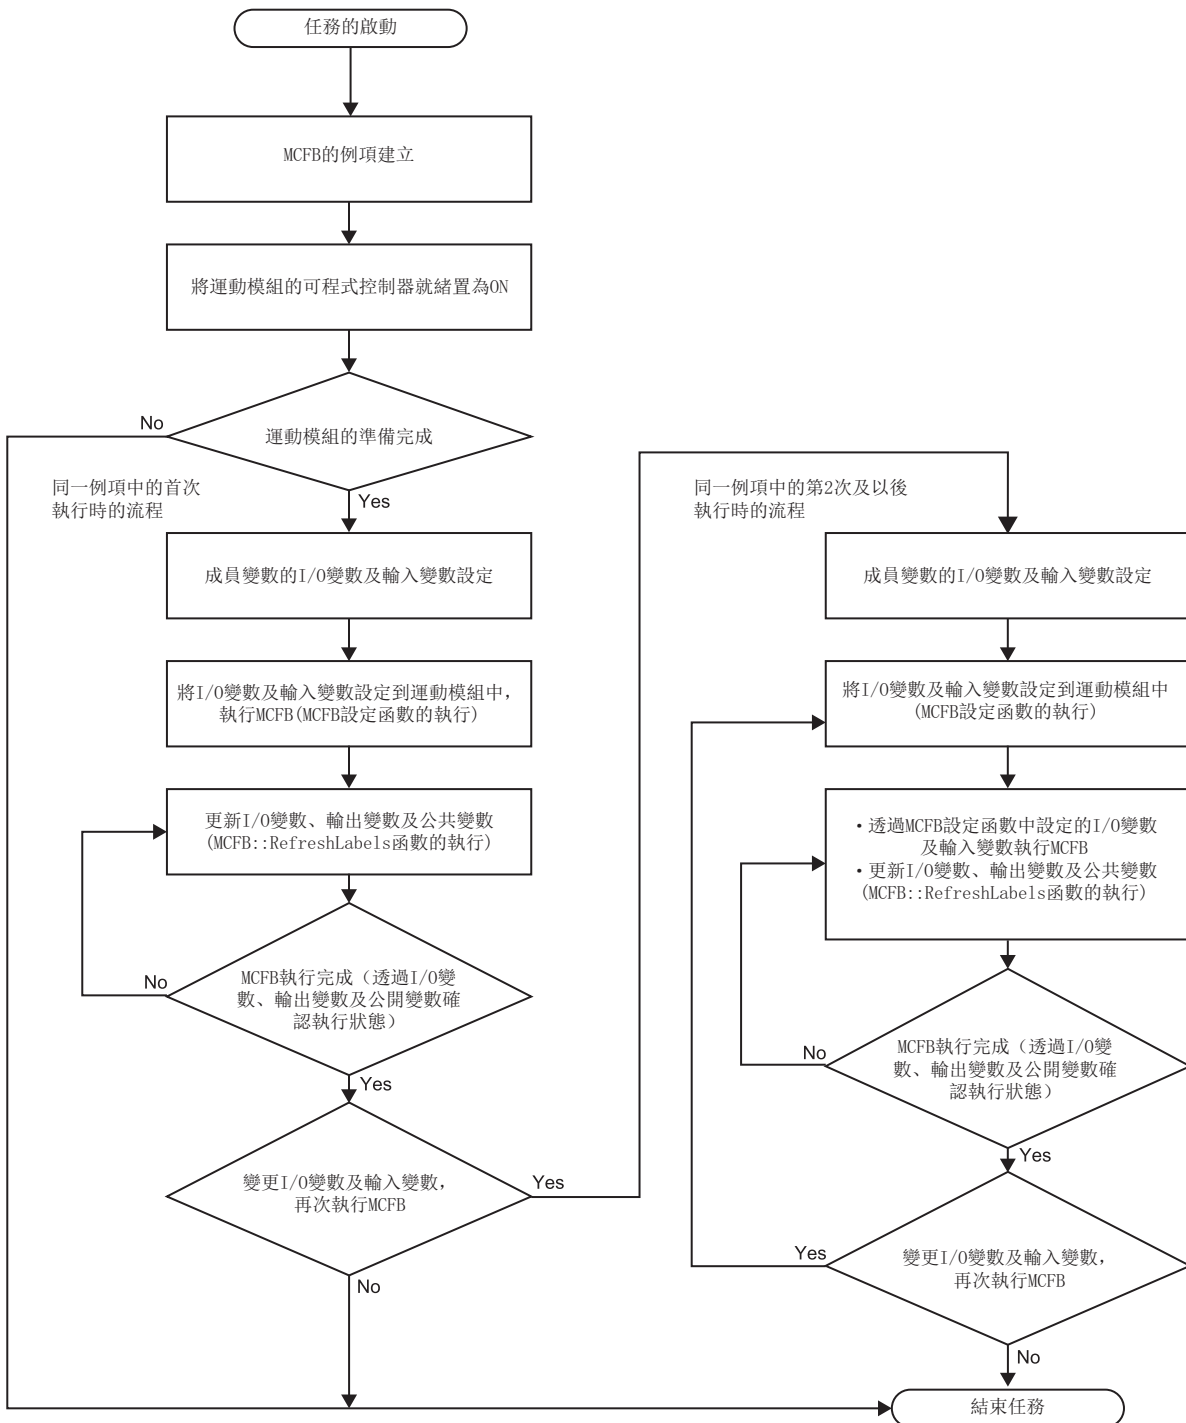 任務的啟動
MCFB的例項建立
將運動模組的可程式控制器就緒置為ON
運動模組的準備完成
No
Yes
同一例項中的首次
執行時的流程
成員變數的I/O變數及輸入變數設定
將I/O變數及輸入變數設定到運動模組中，
執行MCFB(MCFB設定函數的執行)
更新I/O變數、輸出變數及公共變數
(MCFB::RefreshLabels函數的執行)
MCFB執行完成（透過I/O變
數、輸出變數及公開變數確
認執行狀態）
No
Yes
變更I/O變數及輸入變數，
再次執行MCFB
Yes
No
同一例項中的第2次及以後
執行時的流程
成員變數的I/O變數及輸入變數設定
將I/O變數及輸入變數設定到運動模組中
(MCFB設定函數的執行)
・透過MCFB設定函數中設定的I/O變數
及輸入變數執行MCFB
・更新I/O變數、輸出變數及公共變數
(MCFB::RefreshLabels函數的執行)
MCFB執行完成（透過I/O變
數、輸出變數及公開變數確
認執行狀態）
No
Yes
變更I/O變數及輸入變數，
再次執行MCFB
Yes
No
結束任務